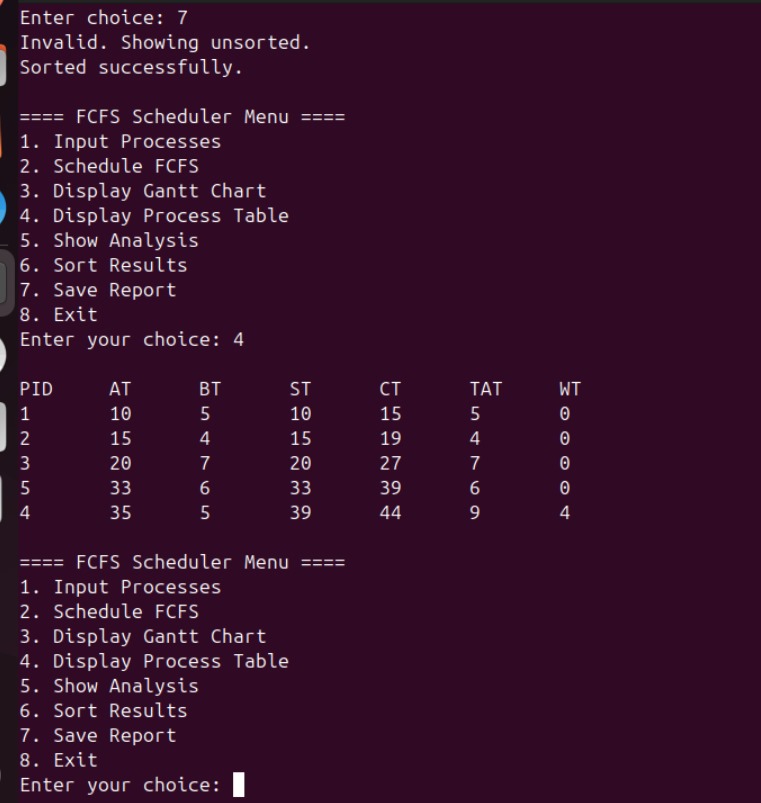 Enter choice: 7
Invalid. Showing unsorted.
Sorted successfully.
==== FCFS Scheduler Menu ====
1. Input Processes
2. Schedule FCFS
3. Display Gantt Chart
4. Display Process Table
5. Show Analysis
6. Sort Results
7. Save Report
8. Exit
Enter your choice: 4
PID AT BT ST CT TAT WT
1 10 5 10 15 5 0
2 15 4 15 19 4 0
3 20 7 20 27 7 0
5 33 6 33 39 6 0
4 35 5 39 44 9 4
==== FCFS Scheduler Menu ====
1. Input Processes
2. Schedule FCFS
3. Display Gantt Chart
4. Display Process Table
5. Show Analysis
6. Sort Results
7. Save Report
8. Exit
Enter your choice: